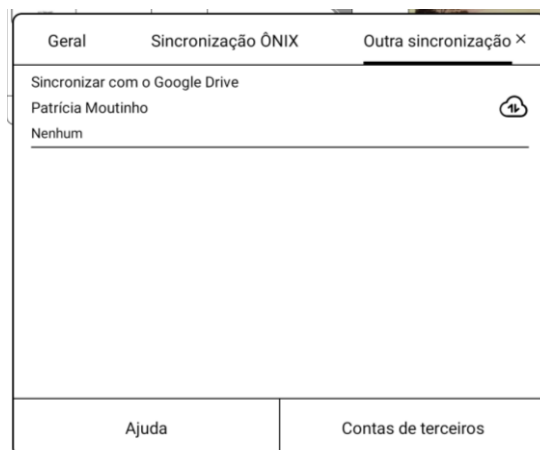 Geral Sincronização ÔNIX Outra sincronização ×
Sincronizar com o Google Drive
Patrícia Moutinho
Nenhum
Ajuda Contas de terceiros